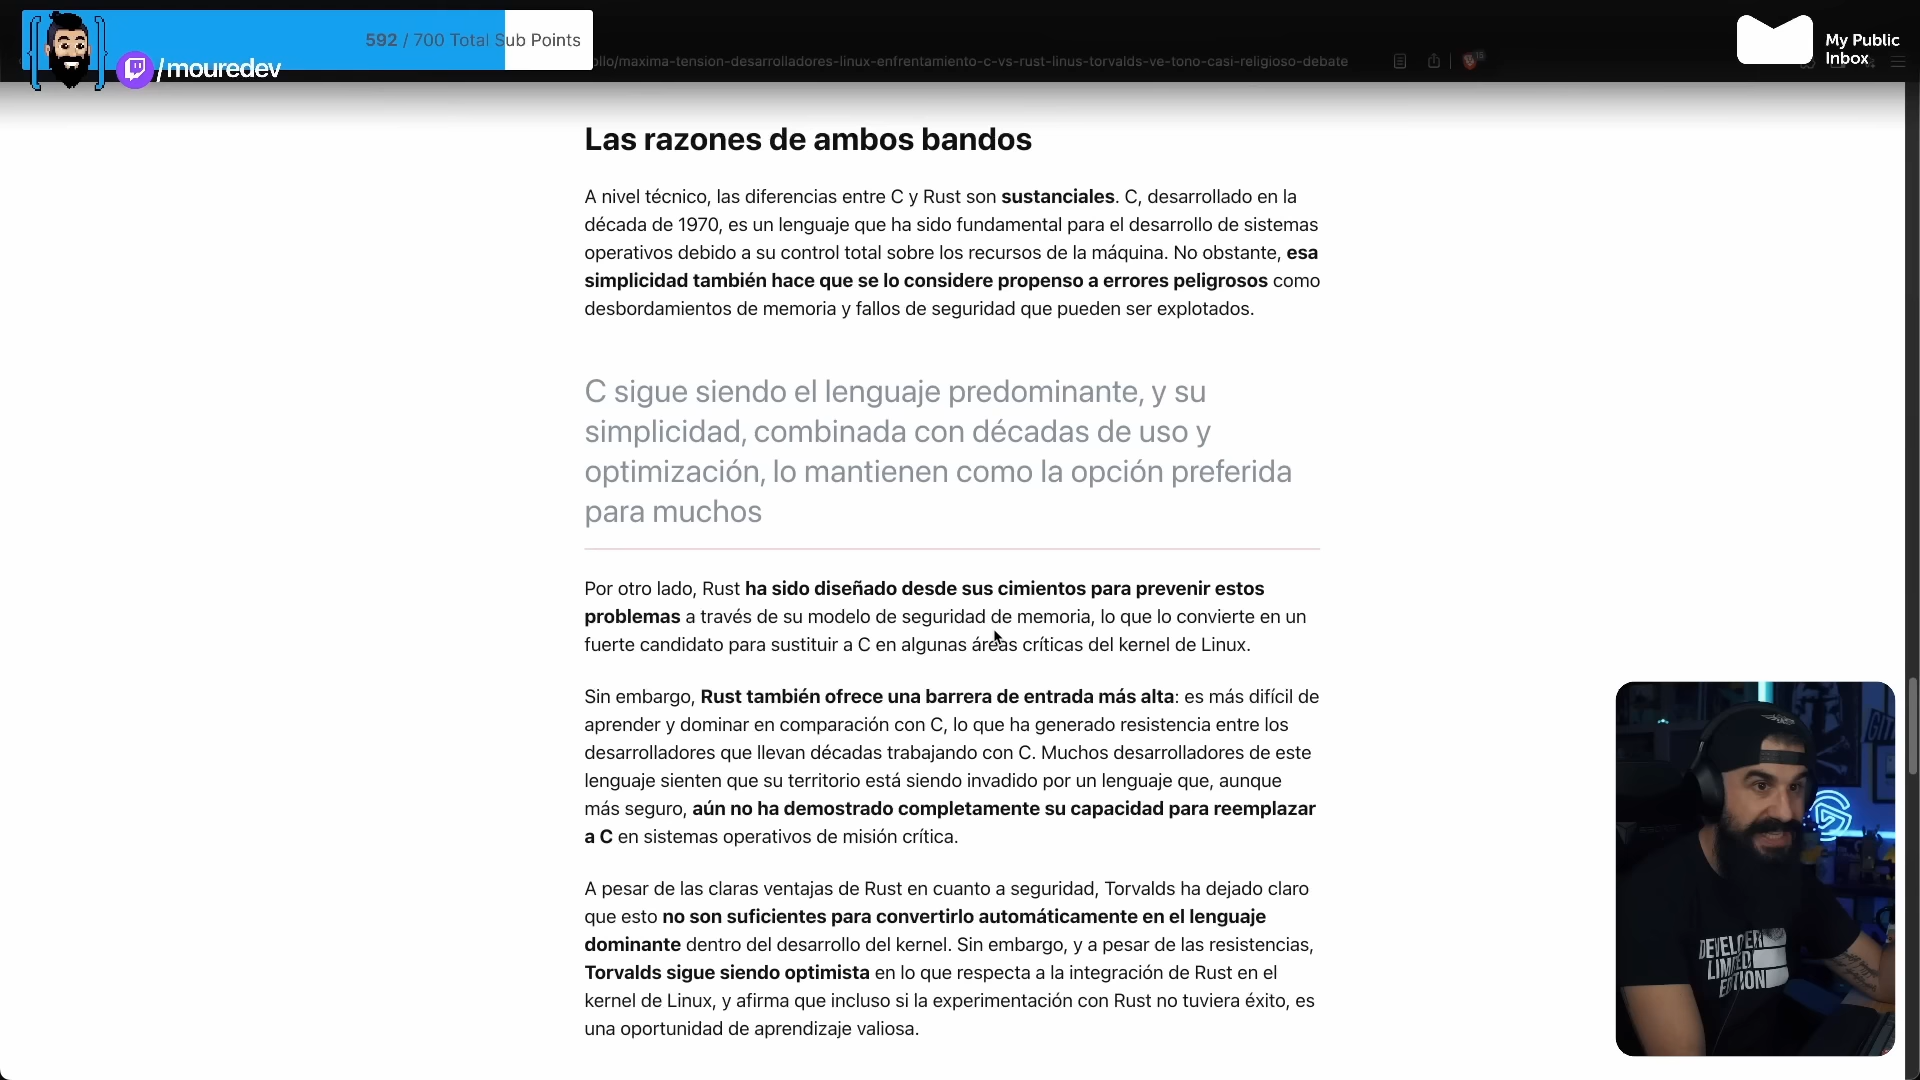 592 / 700 Total Sub Points
/mouredev
ollo/maxima-tension-desarrolladores-linux-enfrentamiento-c-vs-rust-linus-torvalds-ve-tono-casi-religioso-debate
My Public
Inbox
Las razones de ambos bandos
A nivel técnico, las diferencias entre C y Rust son sustanciales. C, desarrollado en la
década de 1970, es un lenguaje que ha sido fundamental para el desarrollo de sistemas
operativos debido a su control total sobre los recursos de la máquina. No obstante, esa
simplicidad también hace que se lo considere propenso a errores peligrosos como
desbordamientos de memoria y fallos de seguridad que pueden ser explotados.
C sigue siendo el lenguaje predominante, y su
simplicidad, combinada con décadas de uso y
optimización, lo mantienen como la opción preferida
para muchos
Por otro lado, Rust ha sido diseñado desde sus cimientos para prevenir estos
problemas a través de su modelo de seguridad de memoria, lo que lo convierte en un
fuerte candidato para sustituir a C en algunas áreas críticas del kernel de Linux.
Sin embargo, Rust también ofrece una barrera de entrada más alta: es más difícil de
aprender y dominar en comparación con C, lo que ha generado resistencia entre los
desarrolladores que llevan décadas trabajando con C. Muchos desarrolladores de este
lenguaje sienten que su territorio está siendo invadido por un lenguaje que, aunque
más seguro, aún no ha demostrado completamente su capacidad para reemplazar
a C en sistemas operativos de misión crítica.
A pesar de las claras ventajas de Rust en cuanto a seguridad, Torvalds ha dejado claro
que esto no son suficientes para convertirlo automáticamente en el lenguaje
dominante dentro del desarrollo del kernel. Sin embargo, y a pesar de las resistencias,
Torvalds sigue siendo optimista en lo que respecta a la integración de Rust en el
kernel de Linux, y afirma que incluso si la experimentación con Rust no tuviera éxito, es
una oportunidad de aprendizaje valiosa.
DEVELOPER
LIMITED
EDITION